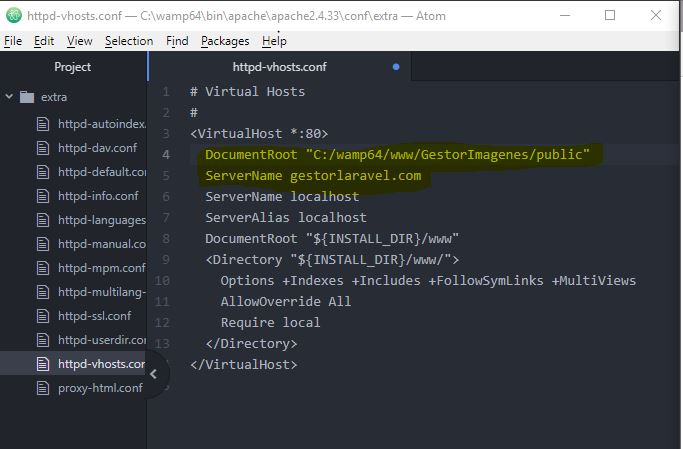 httpd-vhosts.conf — C:\wamp64\bin\apache\apache2.4.33\conf\extra — Atom
File Edit View Selection Find Packages Help
Project
httpd-vhosts.conf
extra
httpd-autoindex.
httpd-dav.conf
httpd-default.con
httpd-info.conf
httpd-languages
httpd-manual.co
httpd-mpm.conf
httpd-multilang-
httpd-ssl.conf
httpd-userdir.cor
httpd-vhosts.cor
proxy-html.conf
1 # Virtual Hosts
2 #
3 <VirtualHost *:80>
4 DocumentRoot "C:/wamp64/www/GestorImagenes/public"
5 ServerName gestorlaravel.com
6 ServerName localhost
7 ServerAlias localhost
8 DocumentRoot "${INSTALL_DIR}/www"
9 <Directory "${INSTALL_DIR}/www/">
10 Options +Indexes +Includes +FollowSymLinks +MultiViews
11 AllowOverride All
12 Require local
13 </Directory>
</VirtualHost>